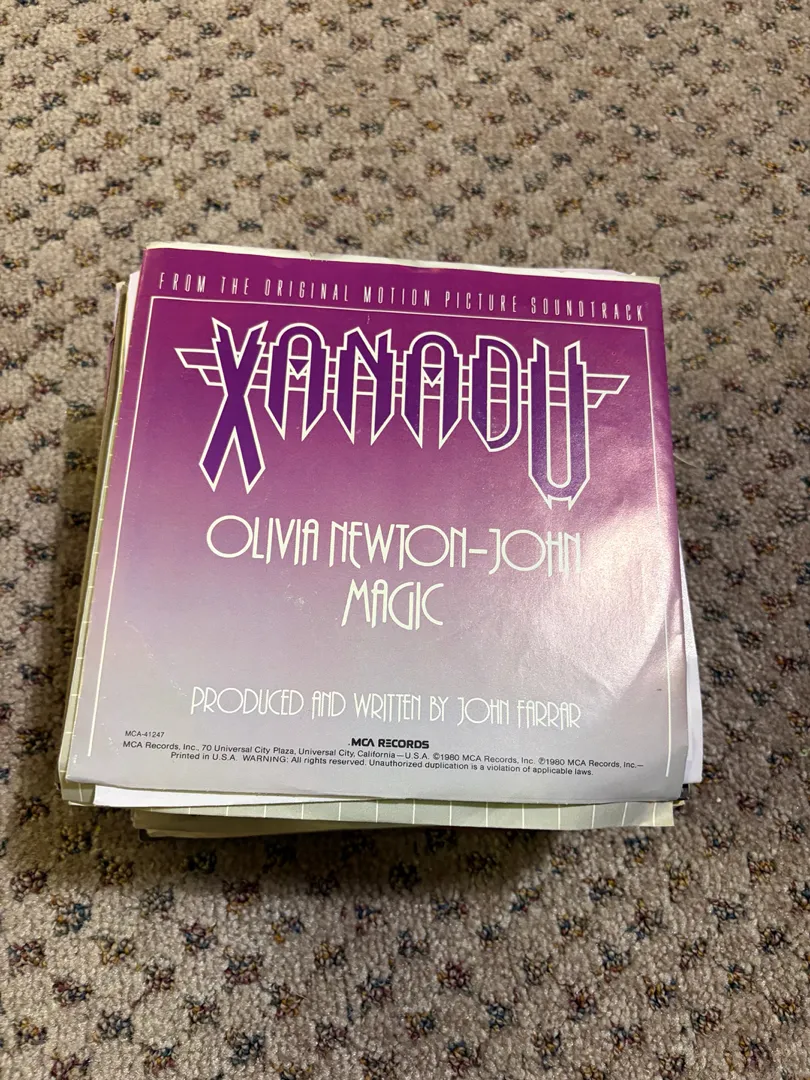 FROM THE ORIGINAL MOTION PICTURE SOUNDTRACK
XANADU
OLIVIA NEWTON-JOHN
MAGIC
PRODUCED AND WRITTEN BY JOHN FARRAR
MCA-41247
MCA RECORDS
MCA Records, Inc., 70 Universal City Plaza, Universal City, California—U.S.A. ©1980 MCA Records, Inc. ℗1980 MCA Records, Inc.—
Printed in U.S.A. WARNING: All rights reserved. Unauthorized duplication is a violation of applicable laws.